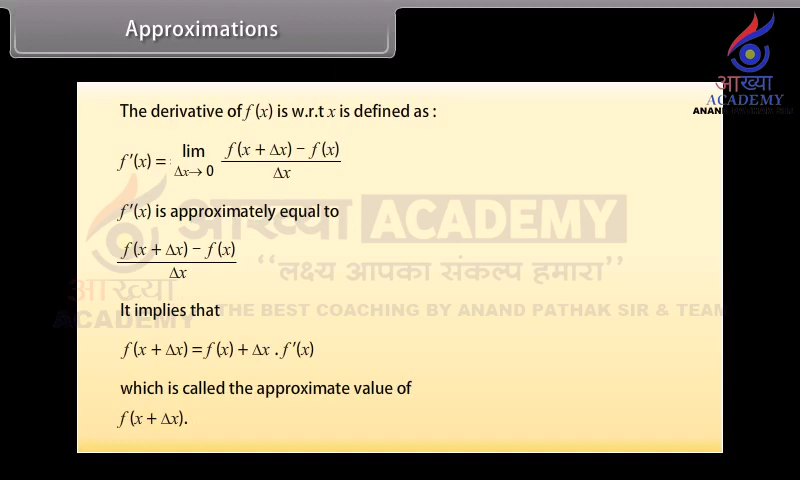 Approximations
आख्या
ACADEMY
The derivative of f (x) is w.r.t x is defined as :
f ′(x) = lim Δx→ 0 f (x + Δx) − f (x) / Δx
f ′(x) is approximately equal to
आख्या ACADEMY
f (x + Δx) − f (x) / Δx
‘‘लक्ष्य आपका संकल्प हमारा’’
आख्या
ACADEMY
It implies that
THE BEST COACHING BY ANAND PATHAK SIR & TEAM
f (x + Δx) = f (x) + Δx . f ′(x)
which is called the approximate value of
f (x + Δx).